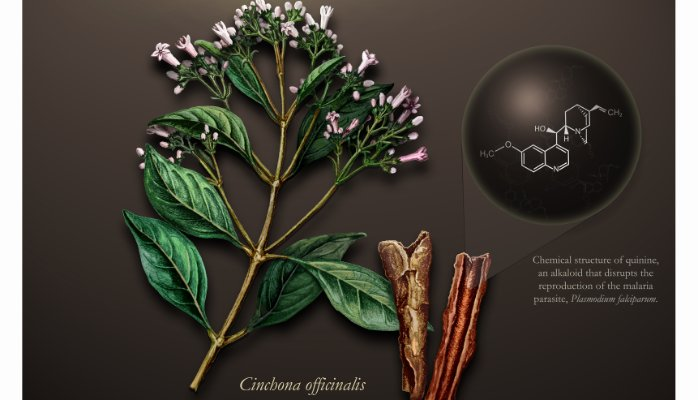 HO
H
N
CH₂
H₃C
O
N
Chemical structure of quinine,
an alkaloid that disrupts the
reproduction of the malaria
parasite, Plasmodium falciparum.
Cinchona officinalis